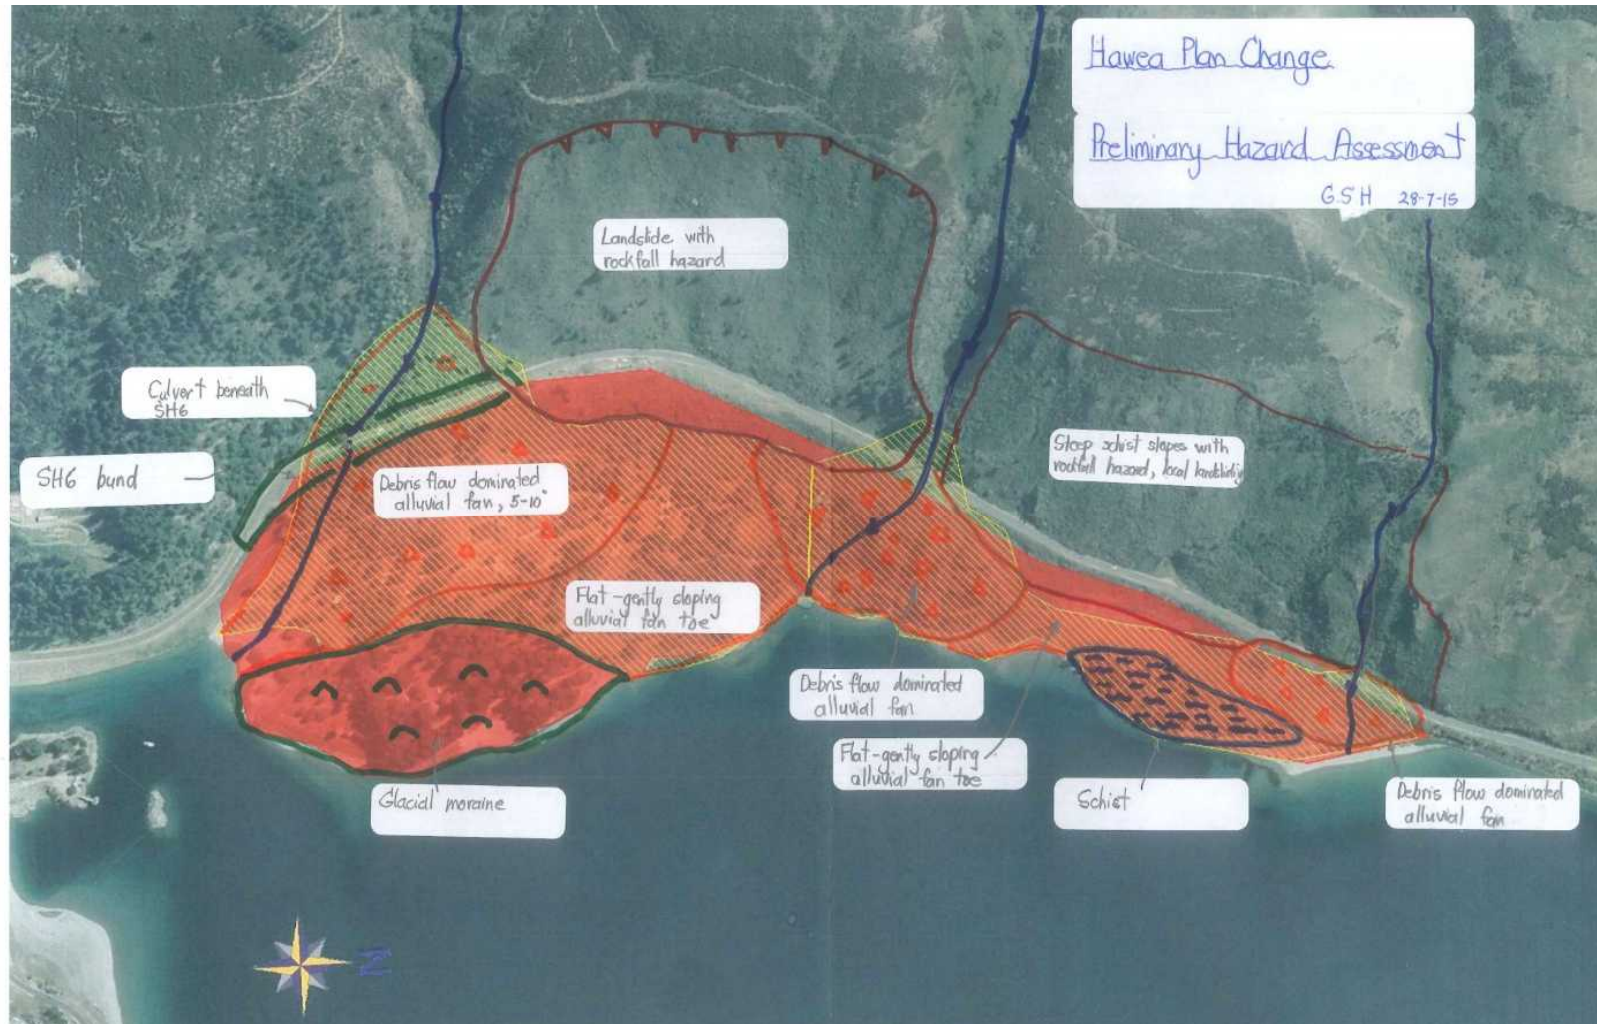 Hawea Plan Change
Preliminary Hazard Assessment
G.S.H 28-7-15
Landslide with
rockfall hazard
Culvert beneath
SH6
SH6 bund
Debris flow dominated
alluvial fan, 5-10°
Steep schist slopes with
rockfall hazard, local landsliding
Flat-gently sloping
alluvial fan toe
Debris flow dominated
alluvial fan
Flat-gently sloping
alluvial fan toe
Glacial moraine
Schist
Debris flow dominated
alluvial fan
N